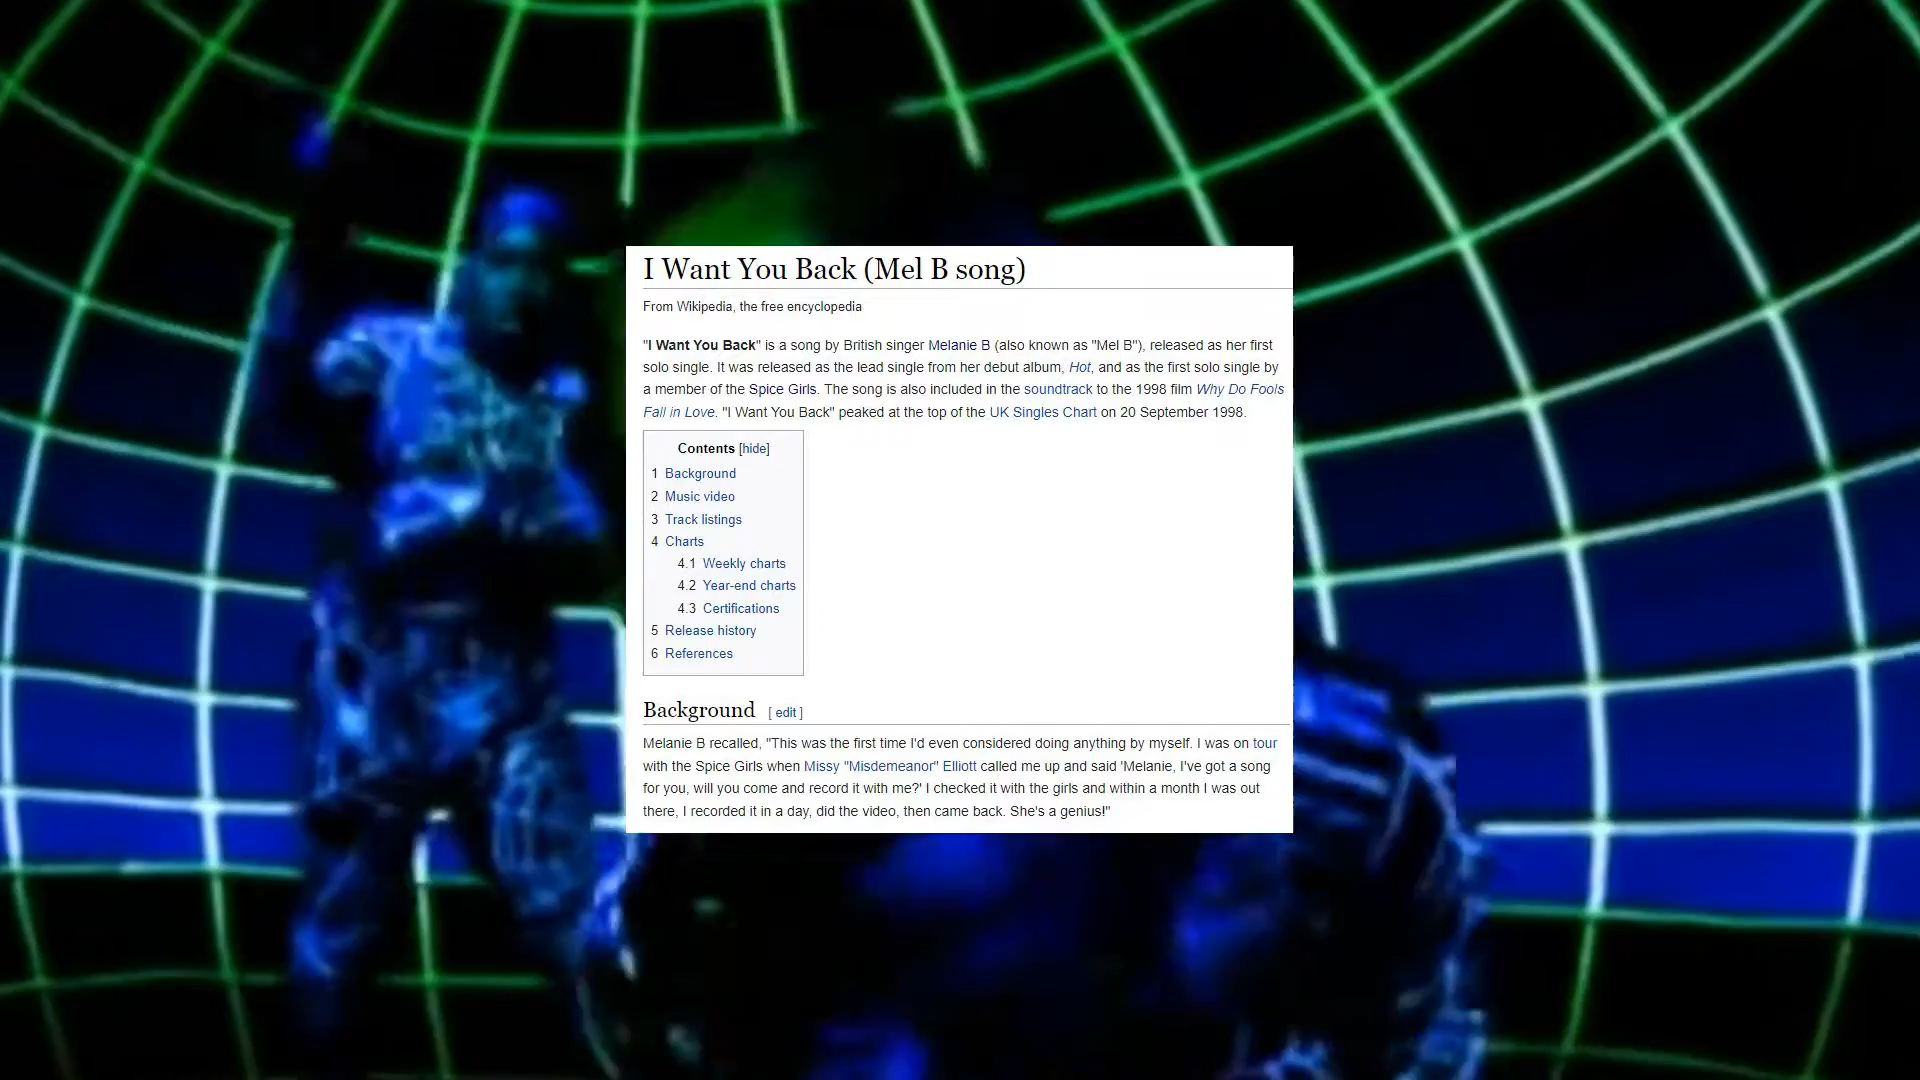 I Want You Back (Mel B song)
From Wikipedia, the free encyclopedia
"I Want You Back" is a song by British singer Melanie B (also known as "Mel B"), released as her first
solo single. It was released as the lead single from her debut album, Hot, and as the first solo single by
a member of the Spice Girls. The song is also included in the soundtrack to the 1998 film Why Do Fools
Fall in Love. "I Want You Back" peaked at the top of the UK Singles Chart on 20 September 1998.
Contents [hide]
1 Background
2 Music video
3 Track listings
4 Charts
4.1 Weekly charts
4.2 Year-end charts
4.3 Certifications
5 Release history
6 References
Background [ edit ]
Melanie B recalled, "This was the first time I'd even considered doing anything by myself. I was on tour
with the Spice Girls when Missy "Misdemeanor" Elliott called me up and said 'Melanie, I've got a song
for you, will you come and record it with me?' I checked it with the girls and within a month I was out
there, I recorded it in a day, did the video, then came back. She's a genius!"